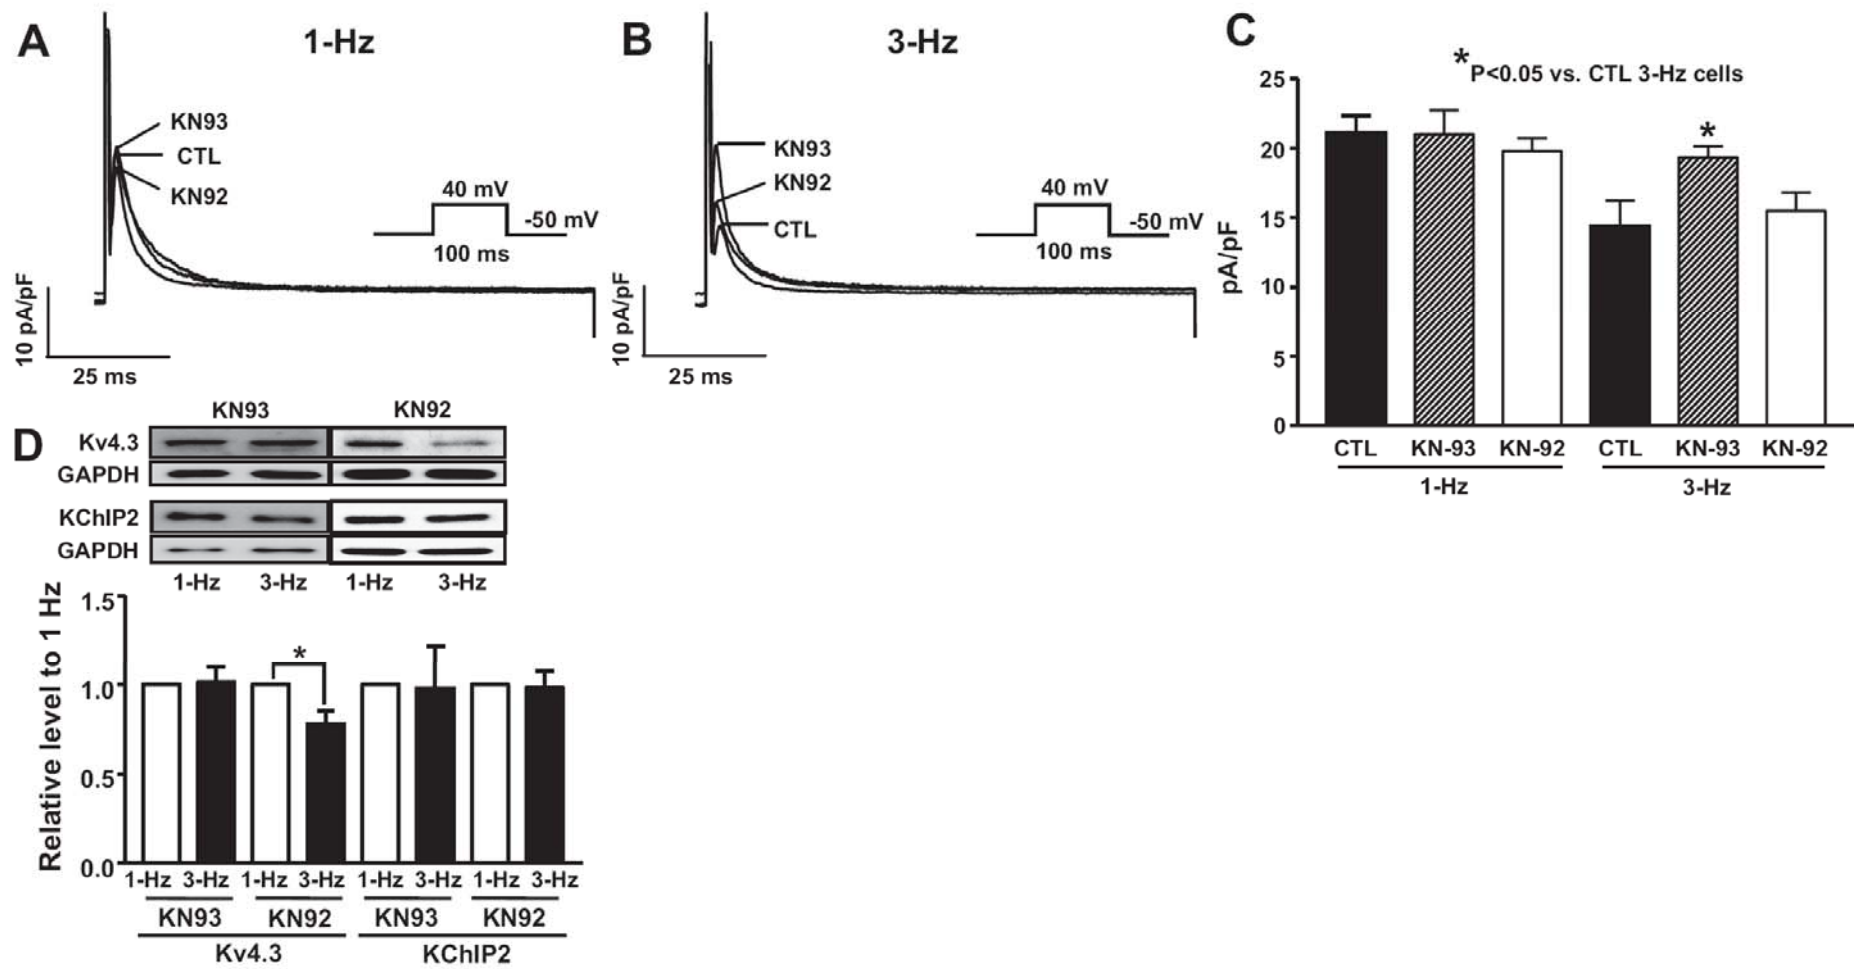 A
1-Hz
KN93
CTL
KN92
40 mV
-50 mV
100 ms
10 pA/pF
25 ms
B
3-Hz
KN93
KN92
CTL
40 mV
-50 mV
100 ms
10 pA/pF
25 ms
C
*P<0.05 vs. CTL 3-Hz cells
pA/pF
25
20
15
10
5
0
*
CTL KN-93 KN-92 CTL KN-93 KN-92
1-Hz 3-Hz
D
KN93 KN92
Kv4.3
GAPDH
KChIP2
GAPDH
1-Hz 3-Hz 1-Hz 3-Hz
Relative level to 1 Hz
1.5
1.0
0.5
0.0
*
1-Hz 3-Hz 1-Hz 3-Hz 1-Hz 3-Hz 1-Hz 3-Hz
KN93 KN92 KN93 KN92
Kv4.3 KChIP2